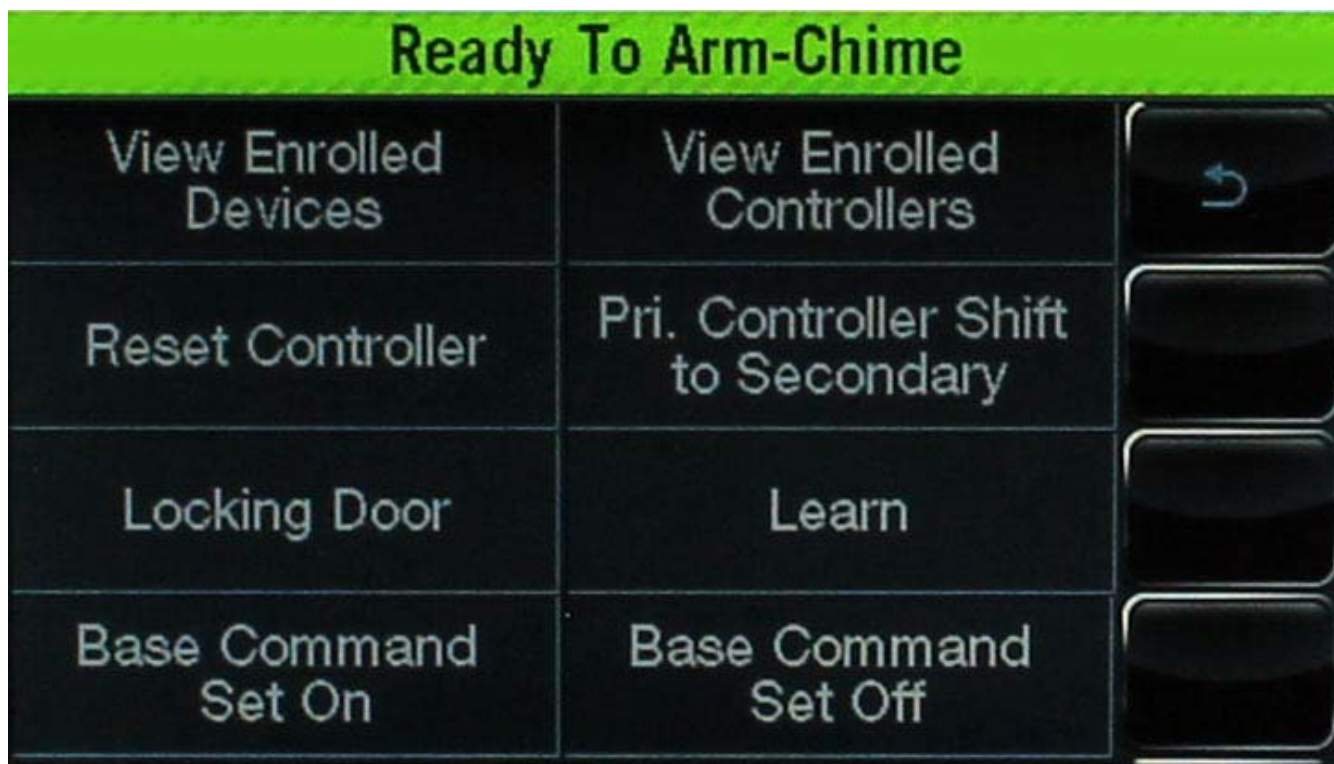 Ready To Arm-Chime
View Enrolled
Devices
View Enrolled
Controllers
Reset Controller
Pri. Controller Shift
to Secondary
Locking Door
Learn
Base Command
Set On
Base Command
Set Off